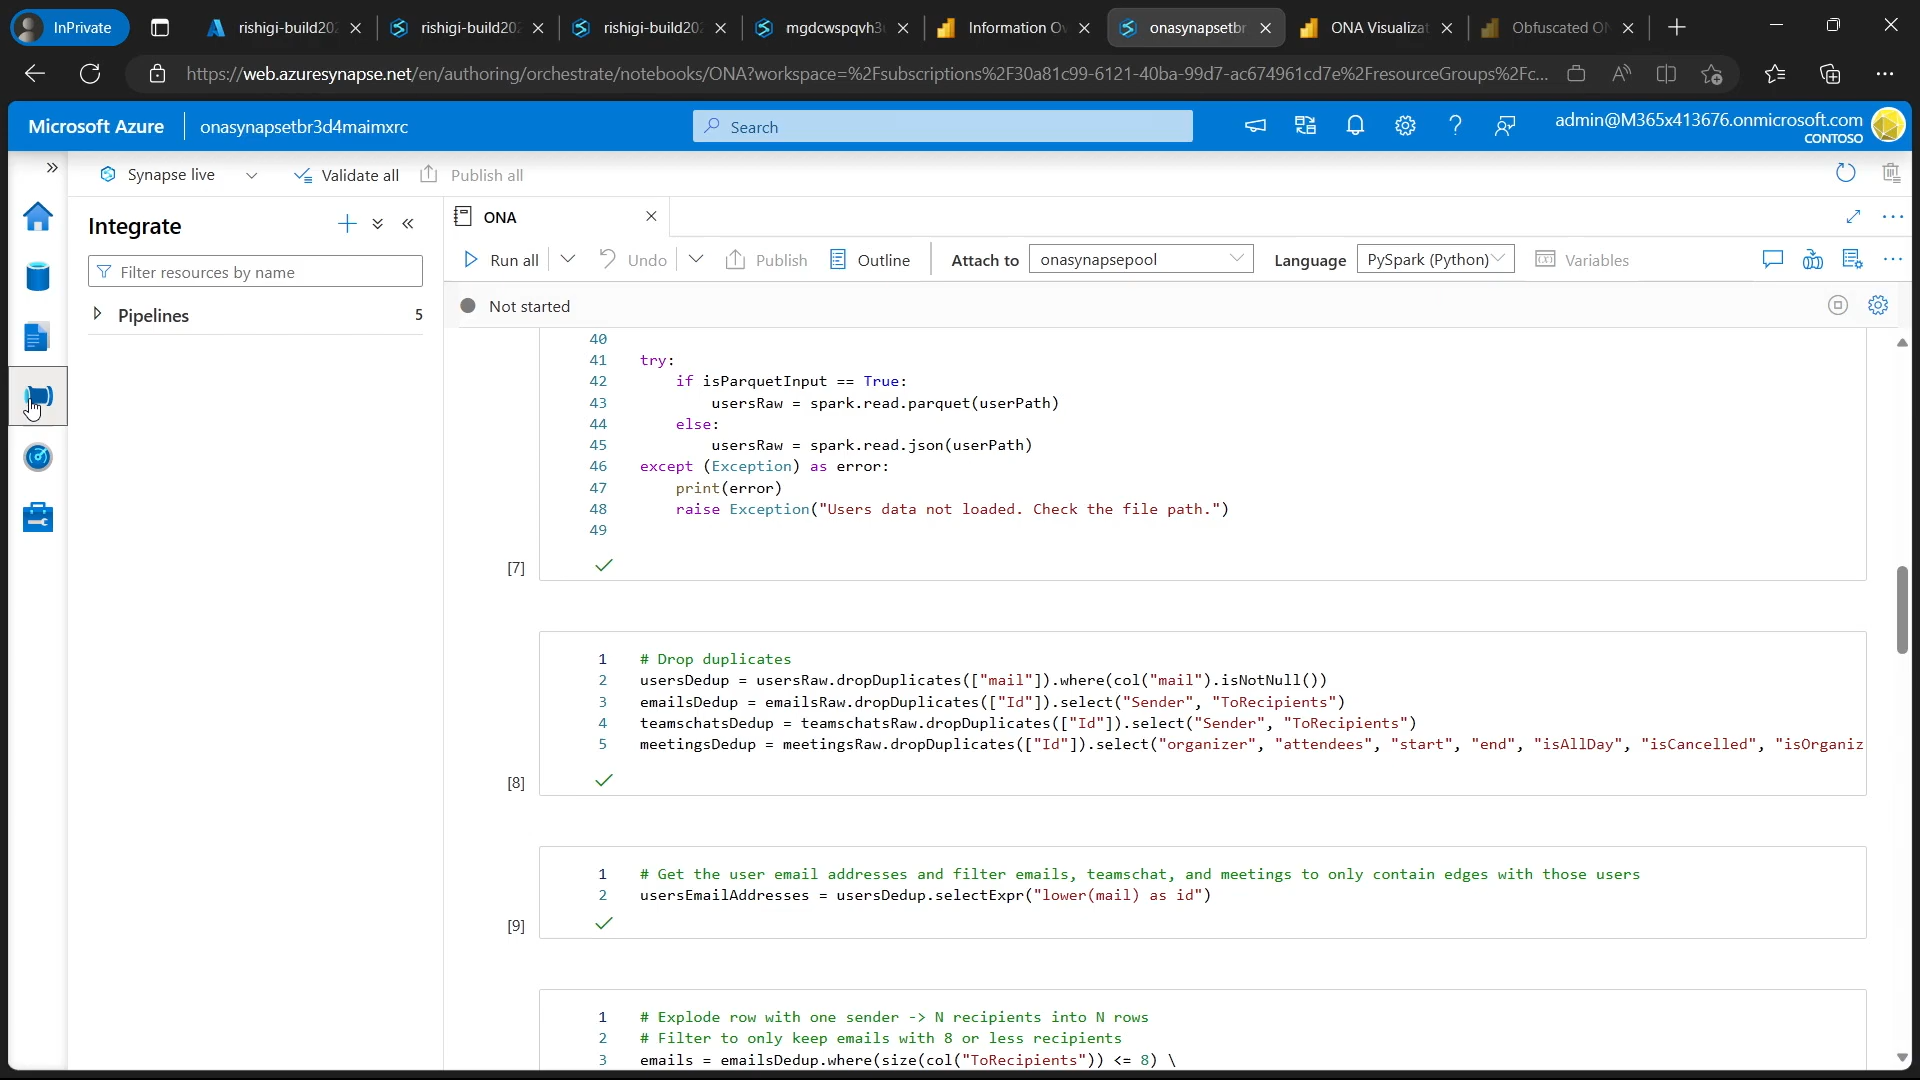 InPrivate
rishigi-build202
rishigi-build202
rishigi-build202
mgdcwspqvh3
Information Ov
onasynapsetbr
ONA Visualizat
Obfuscated ON
https://web.azuresynapse.net/en/authoring/orchestrate/notebooks/ONA?workspace=%2Fsubscriptions%2F30a81c99-6121-40ba-99d7-ac674961cd7e%2FresourceGroups%2Fc...
Microsoft Azure
onasynapsetbr3d4maimxrc
Search
admin@M365x413676.onmicrosoft.com
CONTOSO
Synapse live
Validate all
Publish all
Integrate
Filter resources by name
Pipelines
5
ONA
Run all
Undo
Publish
Outline
Attach to
onasynapsepool
Language
PySpark (Python)
Variables
Not started
40
41 try:
42 if isParquetInput == True:
43 usersRaw = spark.read.parquet(userPath)
44 else:
45 usersRaw = spark.read.json(userPath)
46 except (Exception) as error:
47 print(error)
48 raise Exception("Users data not loaded. Check the file path.")
49
[7]
1 # Drop duplicates
2 usersDedup = usersRaw.dropDuplicates(["mail"]).where(col("mail").isNotNull())
3 emailsDedup = emailsRaw.dropDuplicates(["Id"]).select("Sender", "ToRecipients")
4 teamschatsDedup = teamschatsRaw.dropDuplicates(["Id"]).select("Sender", "ToRecipients")
5 meetingsDedup = meetingsRaw.dropDuplicates(["Id"]).select("organizer", "attendees", "start", "end", "isAllDay", "isCancelled", "isOrganiz
[8]
1 # Get the user email addresses and filter emails, teamschat, and meetings to only contain edges with those users
2 usersEmailAddresses = usersDedup.selectExpr("lower(mail) as id")
[9]
1 # Explode row with one sender -> N recipients into N rows
2 # Filter to only keep emails with 8 or less recipients
3 emails = emailsDedup.where(size(col("ToRecipients")) <= 8) \